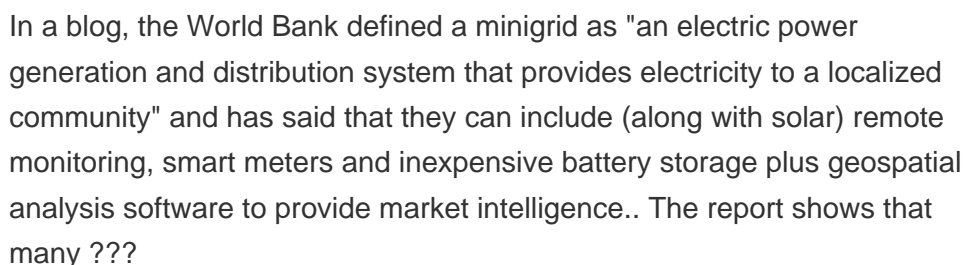 In a blog, the World Bank defined a minigrid as "an electric power
generation and distribution system that provides electricity to a localized
community" and has said that they can include (along with solar) remote
monitoring, smart meters and inexpensive battery storage plus geospatial
analysis software to provide market intelligence.. The report shows that
many ???